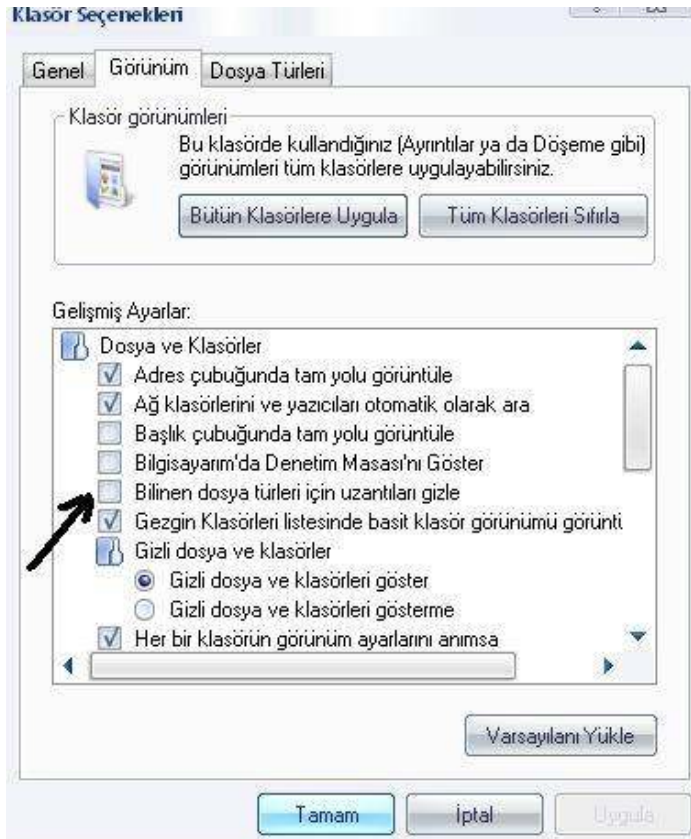 Klasör Seçenekleri
Genel
Görünüm
Dosya Türleri
Klasör görünümleri
Bu klasörde kullandığınız (Ayrıntılar ya da Döşeme gibi)
görünümleri tüm klasörlere uygulayabilirsiniz.
Bütün Klasörlere Uygula
Tüm Klasörleri Sıfırla
Gelişmiş Ayarlar:
Dosya ve Klasörler
Adres çubuğunda tam yolu görüntüle
Ağ klasörlerini ve yazıcıları otomatik olarak ara
Başlık çubuğunda tam yolu görüntüle
Bilgisayarım'da Denetim Masası'nı Göster
Bilinen dosya türleri için uzantıları gizle
Gezgin Klasörleri listesinde basit klasör görünümü görünti
Gizli dosya ve klasörler
Gizli dosya ve klasörleri göster
Gizli dosya ve klasörleri gösterme
Her bir klasörün görünüm ayarlarını anımsa
Varsayılanı Yükle
Tamam
İptal
Uygula